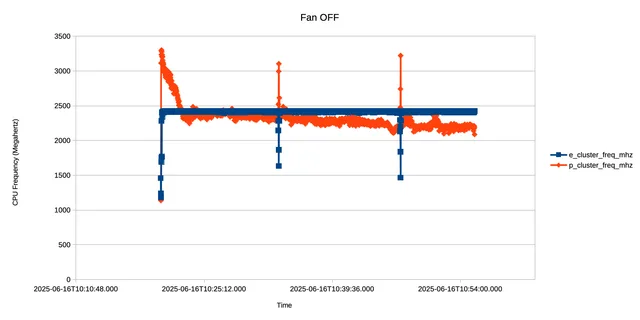 Fan OFF
3500
3000
2500
2000
1500
1000
500
0
CPU Frequency (Megahertz)
e_cluster_freq_mhz
p_cluster_freq_mhz
2025-06-16T10:10:48.000 2025-06-16T10:25:12.000 2025-06-16T10:39:36.000 2025-06-16T10:54:00.000
Time